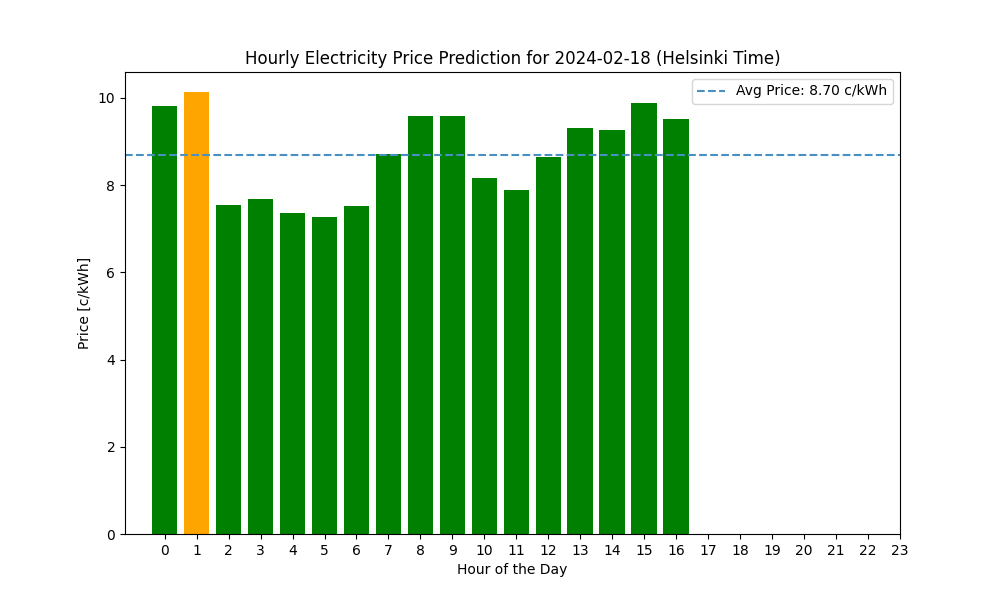 Hourly Electricity Price Prediction for 2024-02-18 (Helsinki Time)
Avg Price: 8.70 c/kWh
Price [c/kWh]
10
8
6
4
2
0
0 1 2 3 4 5 6 7 8 9 10 11 12 13 14 15 16 17 18 19 20 21 22 23
Hour of the Day